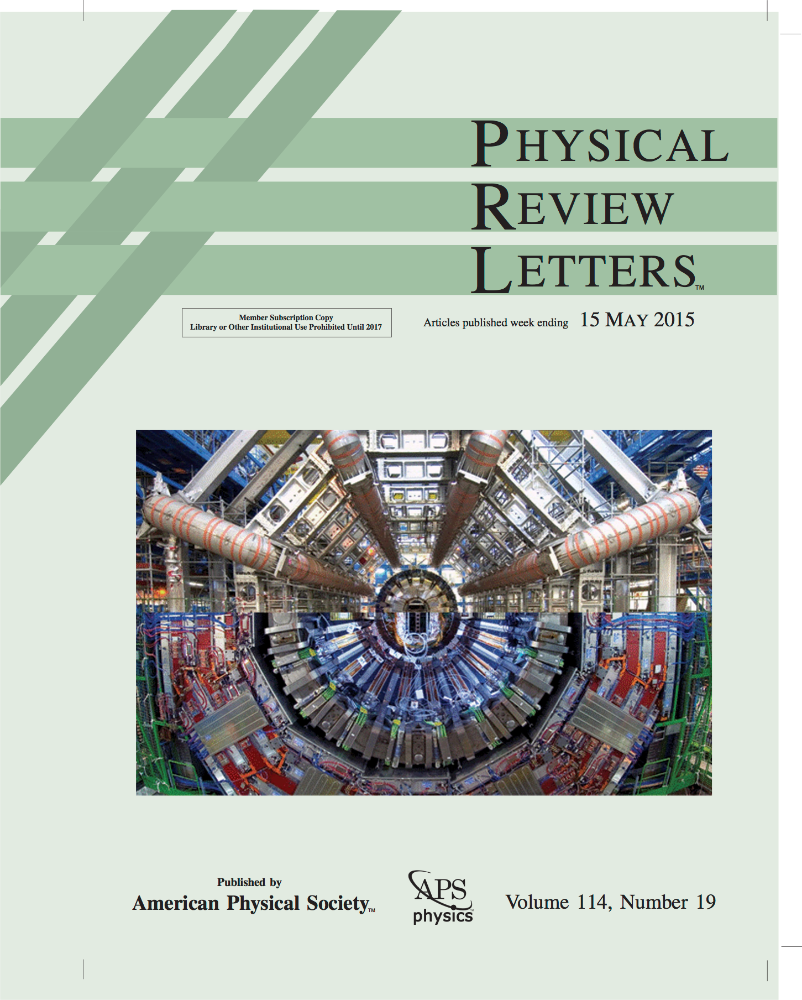 PHYSICAL
REVIEW
LETTERS™
Member Subscription Copy
Library or Other Institutional Use Prohibited Until 2017
Articles published week ending 15 MAY 2015
Published by
American Physical Society™
APS
physics™
Volume 114, Number 19